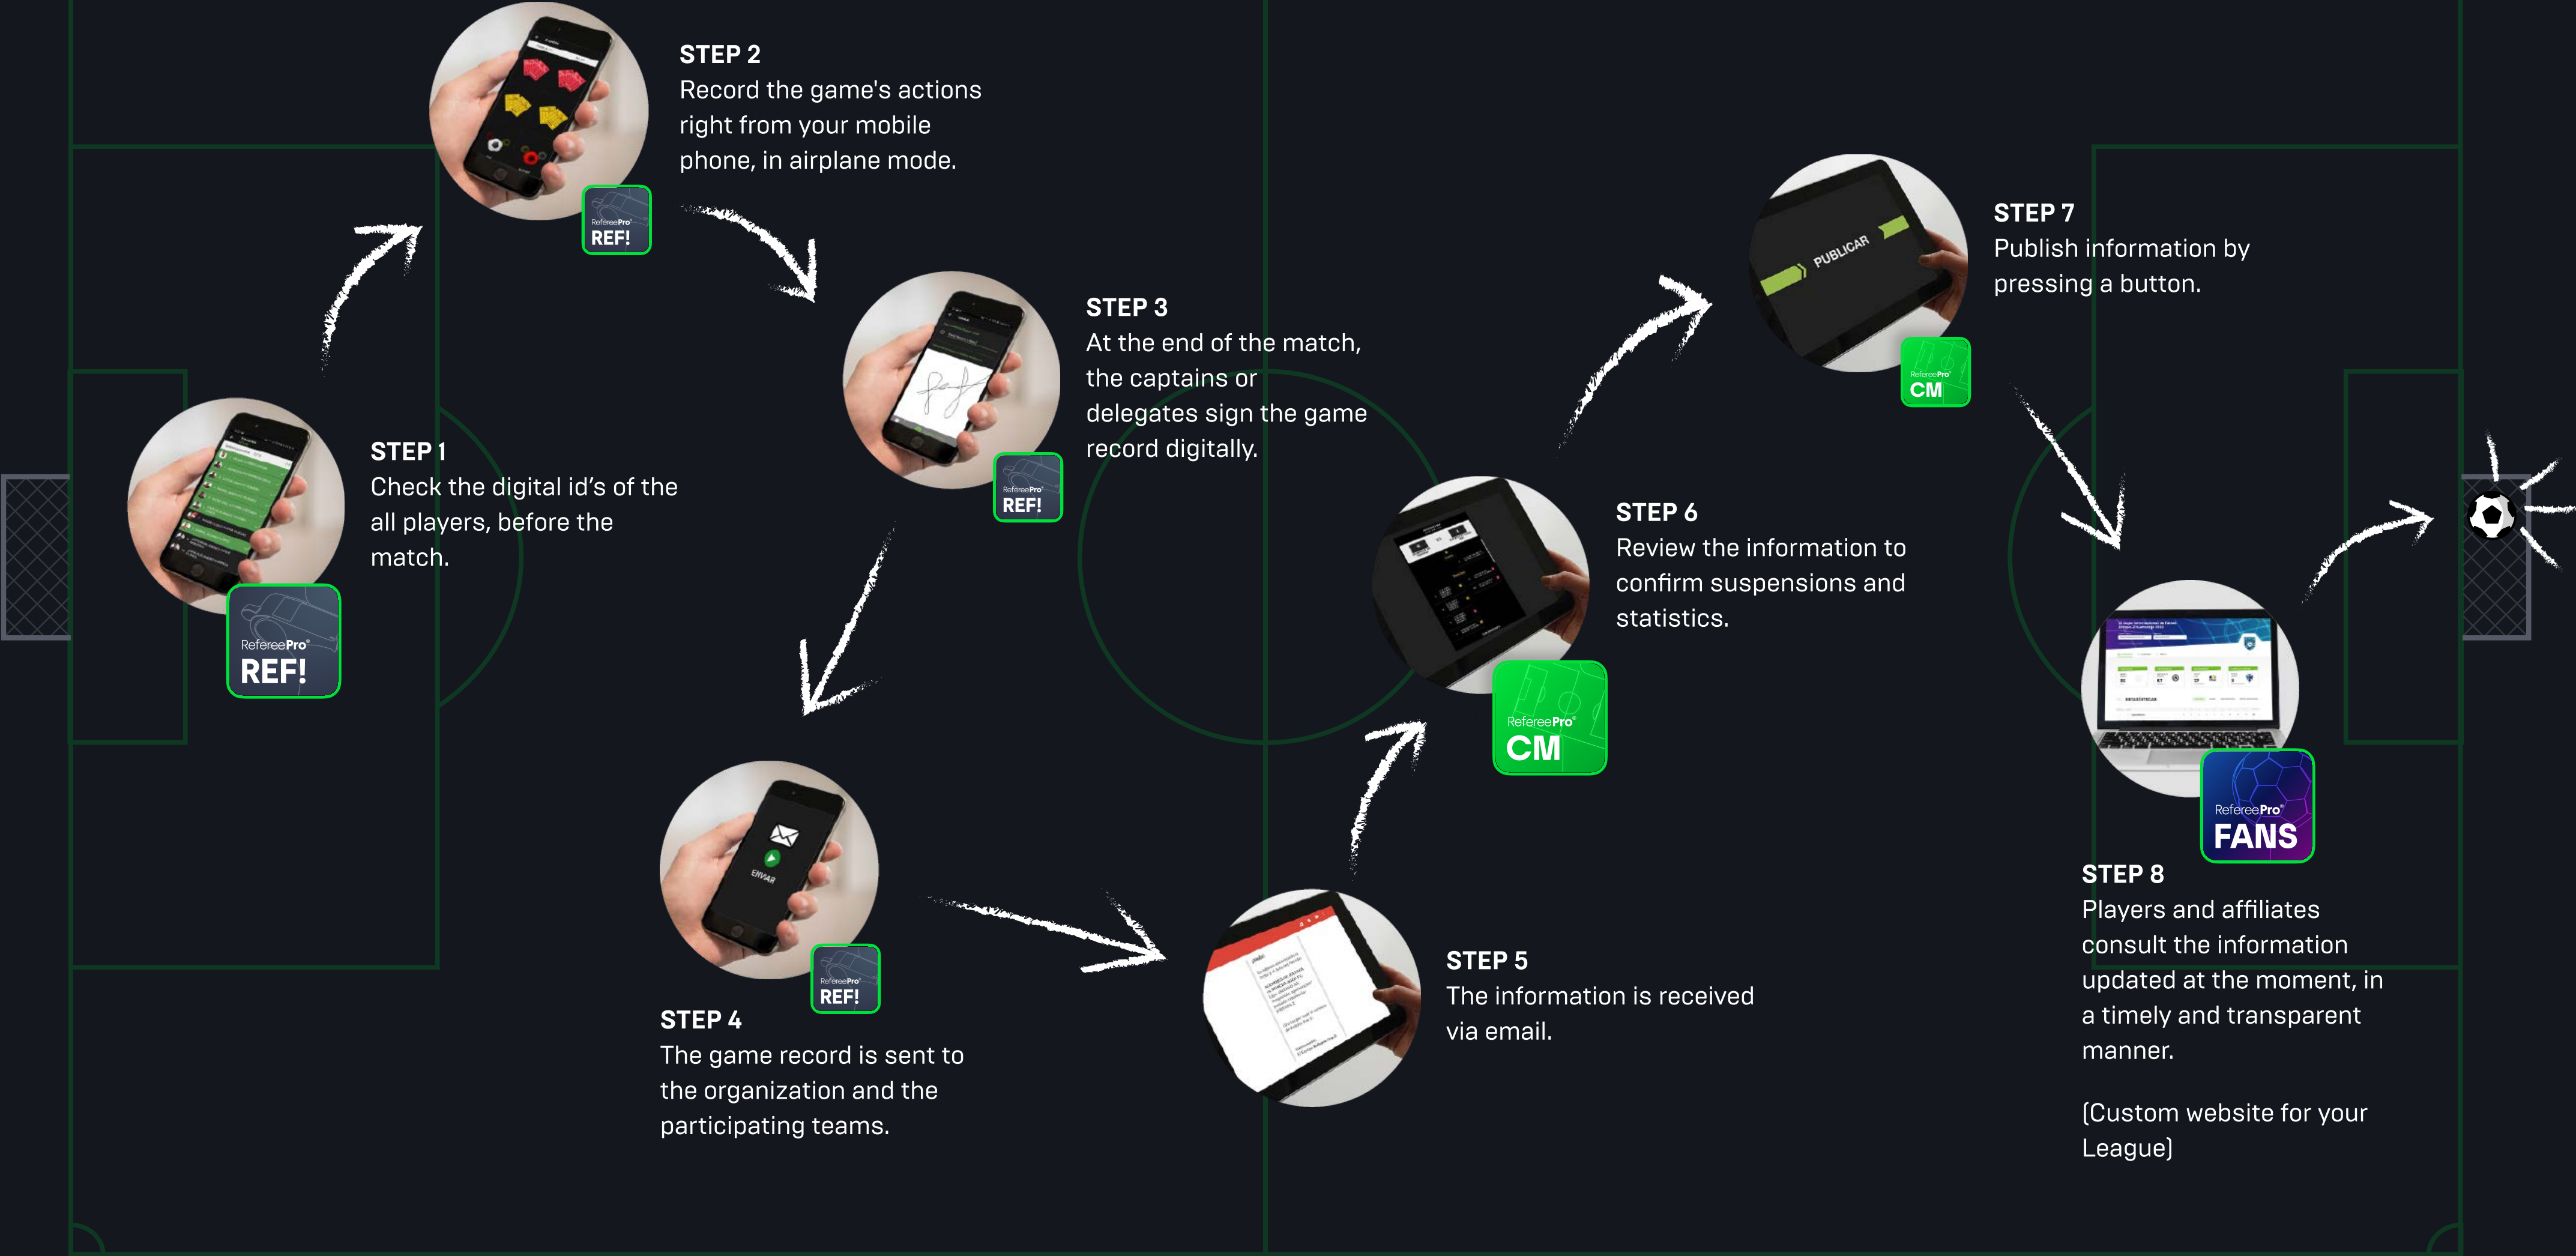 STEP 1
Check the digital id’s of the
all players, before the
match.
RefereePro®
REF!
STEP 2
Record the game's actions
right from your mobile
phone, in airplane mode.
RefereePro®
REF!
STEP 3
At the end of the match,
the captains or
delegates sign the game
record digitally.
RefereePro®
REF!
ENVIAR
RefereePro®
REF!
STEP 4
The game record is sent to
the organization and the
participating teams.
STEP 5
The information is received
via email.
STEP 6
Review the information to
confirm suspensions and
statistics.
RefereePro®
CM
PUBLICAR
STEP 7
Publish information by
pressing a button.
RefereePro®
CM
ESTADÍSTICAS
RefereePro®
FANS
STEP 8
Players and affiliates
consult the information
updated at the moment, in
a timely and transparent
manner.
(Custom website for your
League)